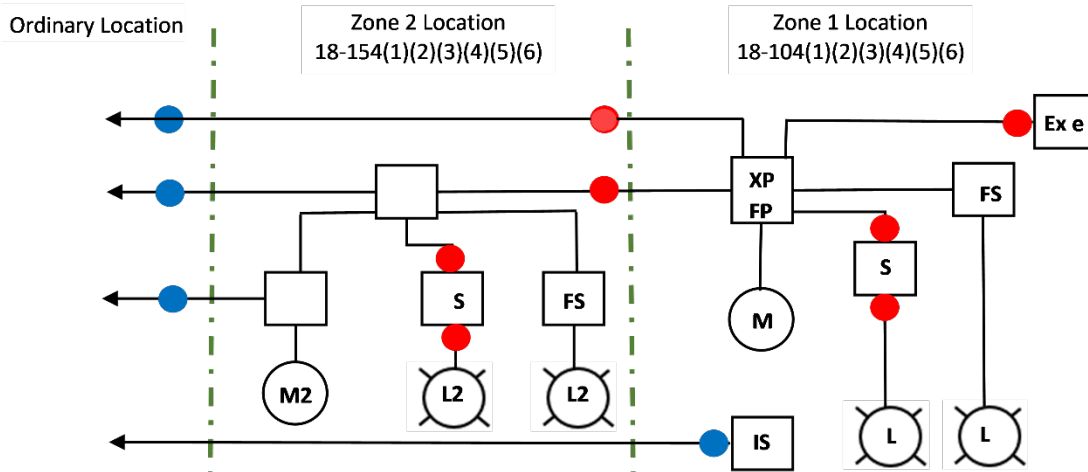 Ordinary Location
Zone 2 Location
18-154(1)(2)(3)(4)(5)(6)
Zone 1 Location
18-104(1)(2)(3)(4)(5)(6)
Ex e
XP
FP
FS
S
M
S
FS
M2
L2
L2
L
L
IS